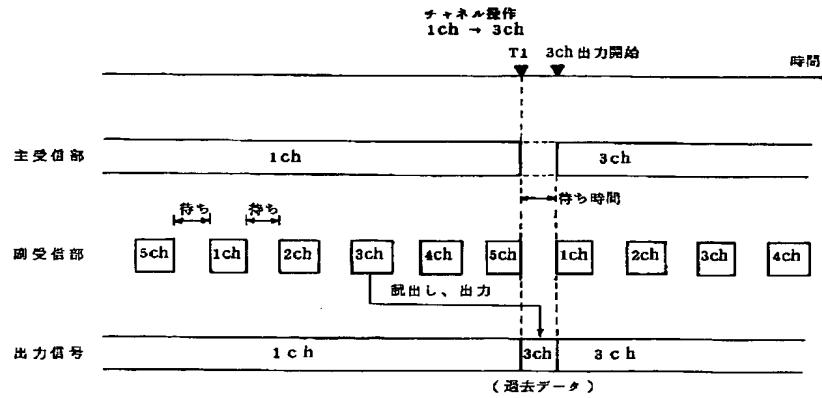 チャネル操作
1ch → 3ch
T1 3ch出力開始
時間
主受信部 1ch 3ch
待ち時間
待ち 待ち
副受信部 5ch 1ch 2ch 3ch 4ch 5ch 1ch 2ch 3ch 4ch
読出し、出力
出力信号 1ch 3ch 3ch
(過去データ)